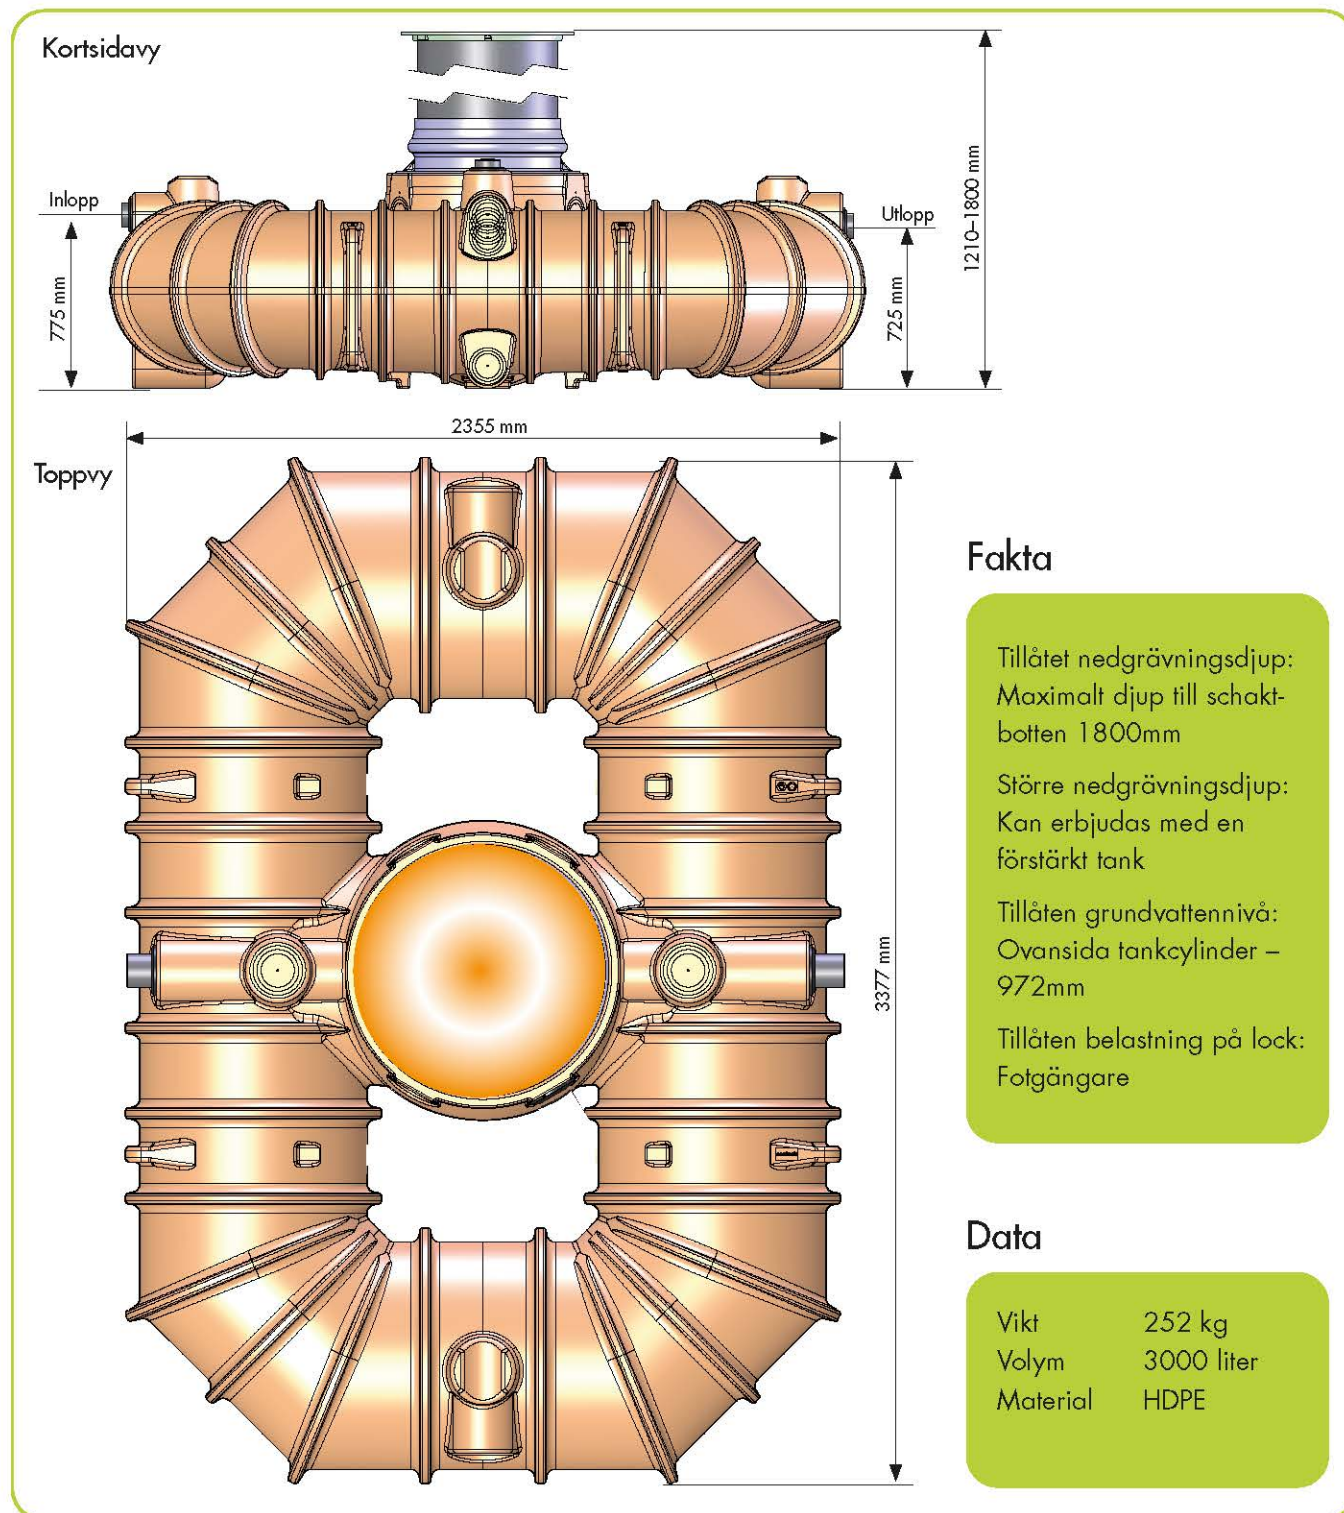 Kortsidavy
Inlopp
775 mm
Utlopp
725 mm
1210–1800 mm
2355 mm
Toppvy
3377 mm
Fakta
Tillåtet nedgrävningsdjup:
Maximalt djup till schakt-
botten 1800mm
Större nedgrävningsdjup:
Kan erbjudas med en
förstärkt tank
Tillåten grundvattennivå:
Ovansida tankcylinder –
972mm
Tillåten belastning på lock:
Fotgängare
Data
Vikt 252 kg
Volym 3000 liter
Material HDPE